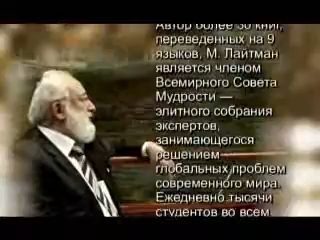 Автор более 30 книг,
переведенных на 9
языков, М. Лайтман
является членом
Всемирного Совета
Мудрости —
элитного собрания
экспертов,
занимающегося
решением
глобальных проблем
современного мира.
Ежедневно тысячи
студентов во всем